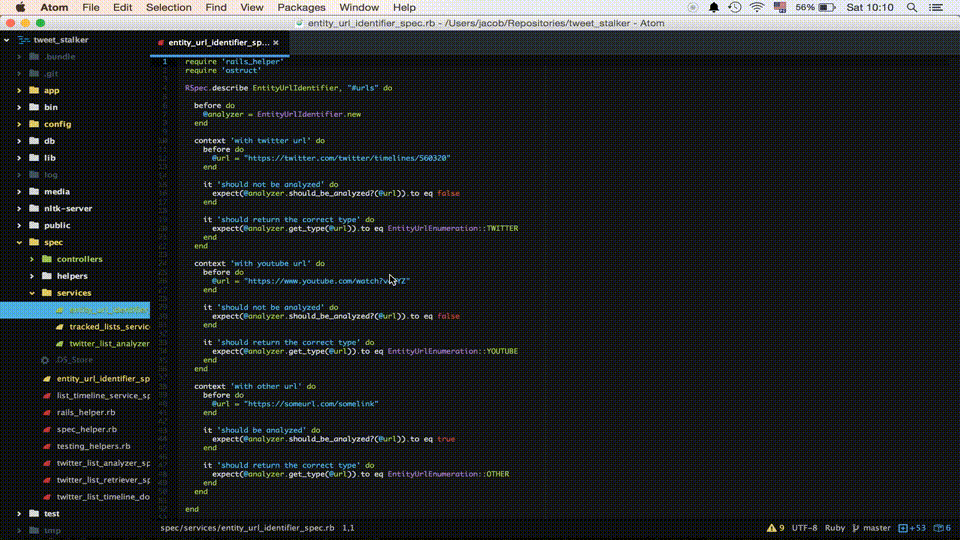 Atom File Edit Selection Find View Packages Window Help 56% Sat 10:10
entity_url_identifier_spec.rb - /Users/jacob/Repositories/tweet_stalker - Atom
tweet_stalker
.bundle
.git
app
bin
config
db
lib
log
media
nltk-server
public
spec
controllers
helpers
services
tracked_lists_servic
twitter_list_analyzer
.DS_Store
entity_url_identifier_sp
list_timeline_service_sp
rails_helper.rb
spec_helper.rb
testing_helpers.rb
twitter_list_analyzer_sp
twitter_list_retriever_sp
twitter_list_timeline_do
test
tmp
entity_url_identifier_sp... ×
require 'rails_helper'
require 'ostruct'
RSpec.describe EntityUrlIdentifier, "#urls" do
before do
@analyzer = EntityUrlIdentifier.new
end
context 'with twitter url' do
before do
@url = "https://twitter.com/twitter/timelines/560320"
end
it 'should not be analyzed' do
expect(@analyzer.should_be_analyzed?(@url)).to eq false
end
it 'should return the correct type' do
expect(@analyzer.get_type(@url)).to eq EntityUrlEnumeration::TWITTER
end
end
context 'with youtube url' do
before do
@url = "https://www.youtube.com/watch?v=XYZ"
end
it 'should not be analyzed' do
expect(@analyzer.should_be_analyzed?(@url)).to eq false
end
it 'should return the correct type' do
expect(@analyzer.get_type(@url)).to eq EntityUrlEnumeration::YOUTUBE
end
end
context 'with other url' do
before do
@url = "https://someurl.com/somelink"
end
it 'should be analyzed' do
expect(@analyzer.should_be_analyzed?(@url)).to eq true
end
it 'should return the correct type' do
expect(@analyzer.get_type(@url)).to eq EntityUrlEnumeration::OTHER
end
end
end
spec/services/entity_url_identifier_spec.rb 1,1 9 UTF-8 Ruby master +53 6